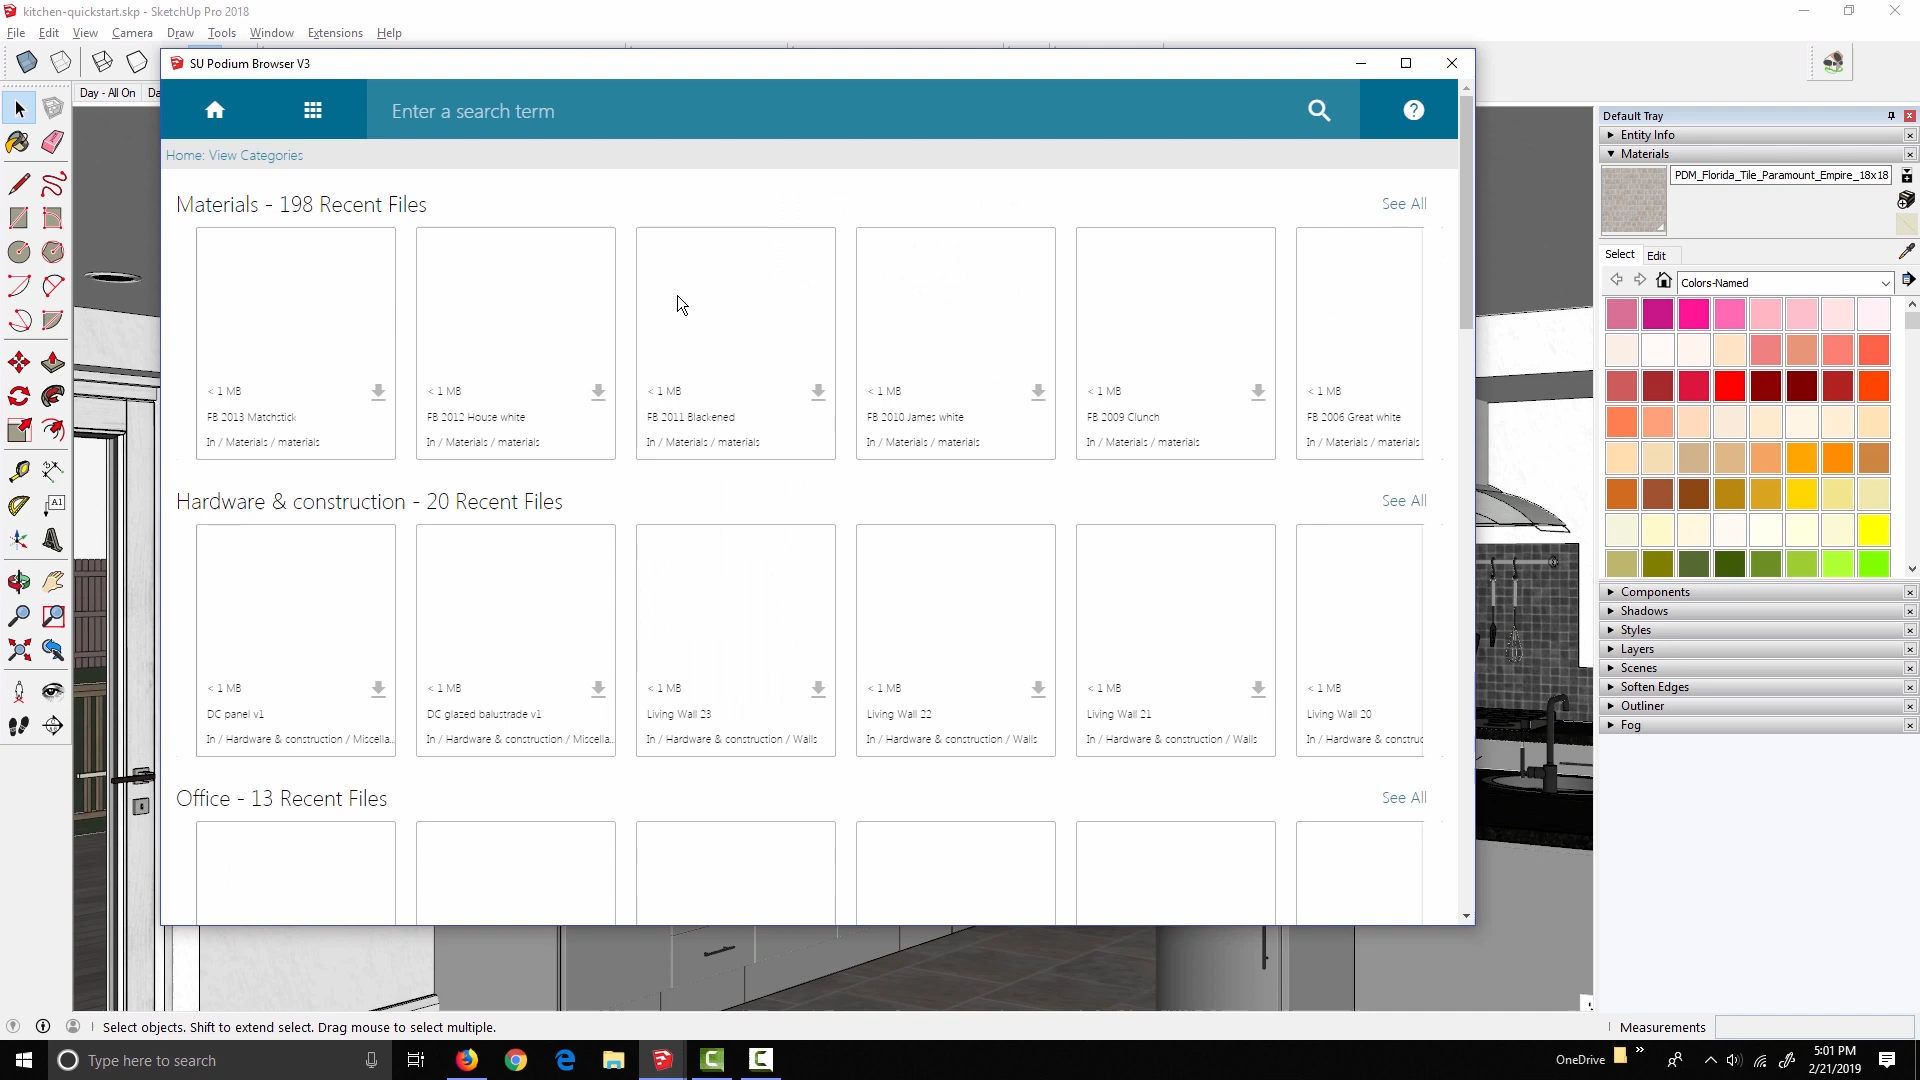 kitchen-quickstart.skp - SketchUp Pro 2018
File Edit View Camera Draw Tools Window Extensions Help
SU Podium Browser V3
Day - All On Da
Enter a search term
?
Home: View Categories
Materials - 198 Recent Files See All
< 1 MB < 1 MB < 1 MB < 1 MB < 1 MB < 1 MB
FB 2013 Matchstick FB 2012 House white FB 2011 Blackened FB 2010 James white FB 2009 Clunch FB 2006 Great white
In / Materials / materials In / Materials / materials In / Materials / materials In / Materials / materials In / Materials / materials In / Materials / materials
Hardware & construction - 20 Recent Files See All
< 1 MB < 1 MB < 1 MB < 1 MB < 1 MB < 1 MB
DC panel v1 DC glazed balustrade v1 Living Wall 23 Living Wall 22 Living Wall 21 Living Wall 20
In / Hardware & construction / Miscella... In / Hardware & construction / Miscella... In / Hardware & construction / Walls In / Hardware & construction / Walls In / Hardware & construction / Walls In / Hardware & construc
Office - 13 Recent Files See All
Default Tray
Entity Info
Materials
PDM_Florida_Tile_Paramount_Empire_18x18
Select Edit
Colors-Named
Components
Shadows
Styles
Layers
Scenes
Soften Edges
Outliner
Fog
A1
Select objects. Shift to extend select. Drag mouse to select multiple.
Measurements
Type here to search
OneDrive
5:01 PM
2/21/2019